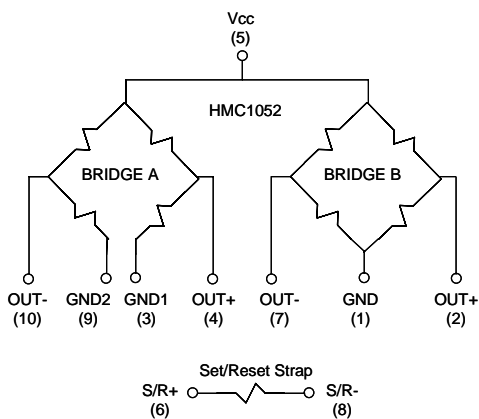 Vcc
(5)
HMC1052
BRIDGE A
BRIDGE B
OUT- GND2 GND1 OUT+ OUT- GND OUT+
(10) (9) (3) (4) (7) (1) (2)
Set/Reset Strap
S/R+ S/R-
(6) (8)